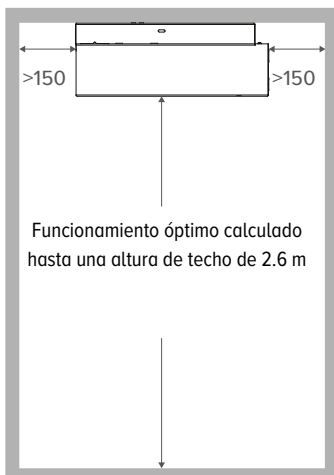 >150
>150
Funcionamiento óptimo calculado
hasta una altura de techo de 2.6 m